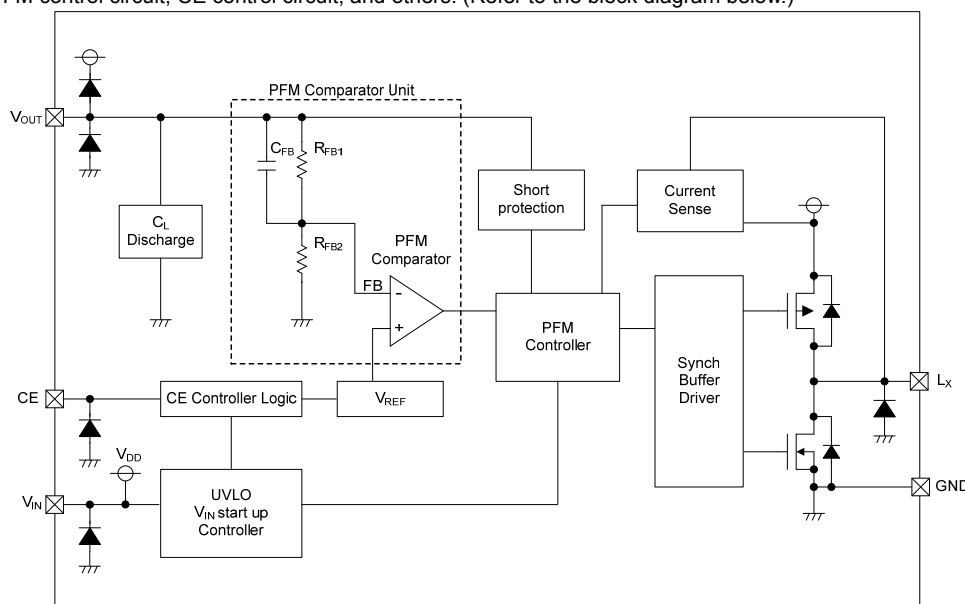 FM control circuit, CE control circuit, and others. (Refer to the block diagram below.)
PFM Comparator Unit
VOUT
CFB
RFB1
Short
protection
Current
Sense
CL
Discharge
RFB2
PFM
Comparator
FB
-
+
PFM
Controller
Synch
Buffer
Driver
LX
CE
CE Controller Logic
VREF
VDD
VIN
UVLO
VIN start up
Controller
GND